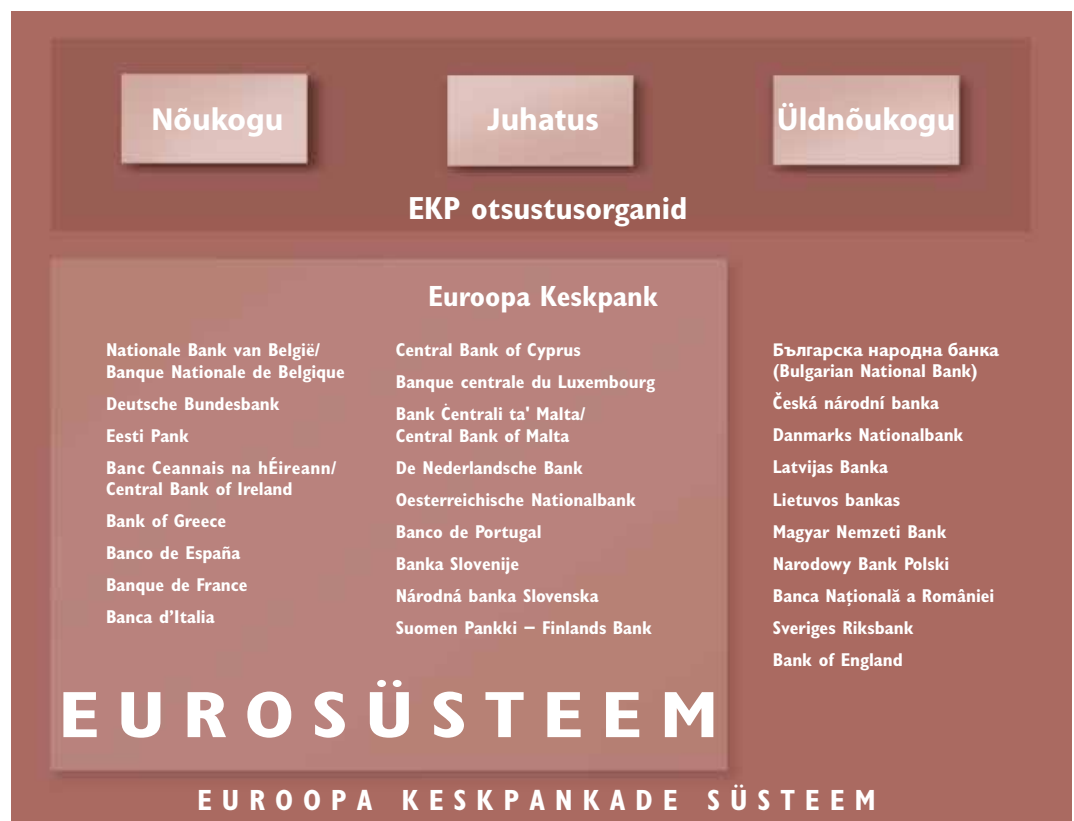 Nõukogu
Juhatus
Üldnõukogu
EKP otsustusorganid
Euroopa Keskpank
Nationale Bank van België/
Banque Nationale de Belgique
Deutsche Bundesbank
Eesti Pank
Banc Ceannais na hÉireann/
Central Bank of Ireland
Bank of Greece
Banco de España
Banque de France
Banca d’Italia
Central Bank of Cyprus
Banque centrale du Luxembourg
Bank Ċentrali ta' Malta/
Central Bank of Malta
De Nederlandsche Bank
Oesterreichische Nationalbank
Banco de Portugal
Banka Slovenije
Národná banka Slovenska
Suomen Pankki – Finlands Bank
Българска народна банка
(Bulgarian National Bank)
Česká národní banka
Danmarks Nationalbank
Latvijas Banka
Lietuvos bankas
Magyar Nemzeti Bank
Narodowy Bank Polski
Banca Națională a României
Sveriges Riksbank
Bank of England
EUROSÜSTEEM
EUROOPA KESKPANKADE SÜSTEEM